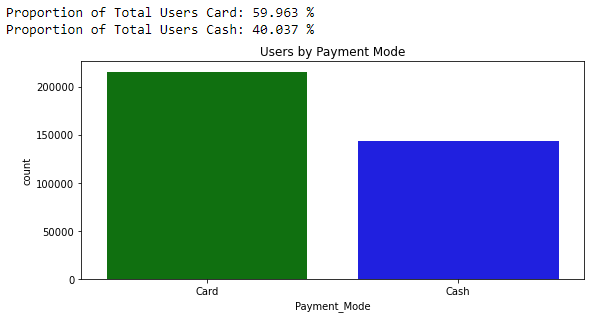 Proportion of Total Users Card: 59.963 %
Proportion of Total Users Cash: 40.037 %
Users by Payment Mode
200000
150000
100000
50000
0
count
Card
Cash
Payment_Mode